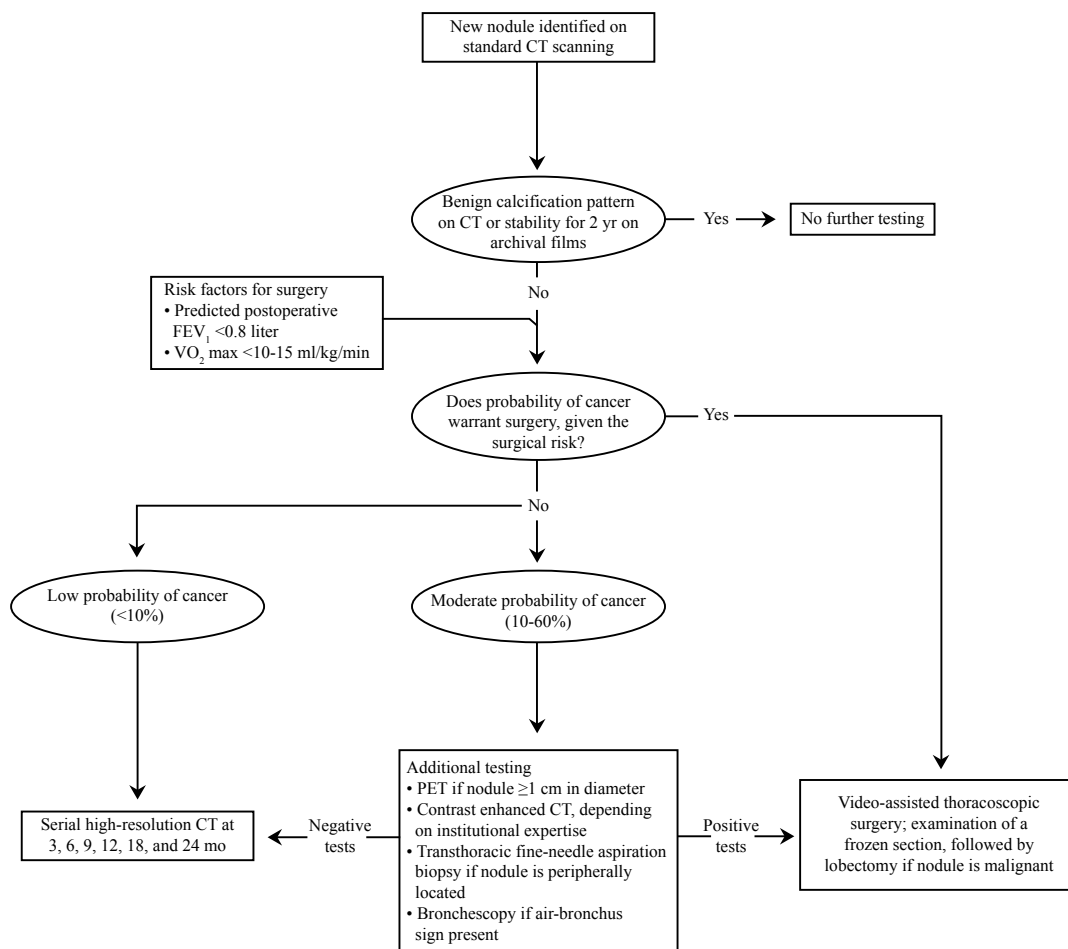 New nodule identified on
standard CT scanning
Benign calcification pattern
on CT or stability for 2 yr on
archival films
Yes
No further testing
No
Risk factors for surgery
• Predicted postoperative
FEV₁ <0.8 liter
• VO₂ max <10-15 ml/kg/min
Does probability of cancer
warrant surgery, given the
surgical risk?
Yes
No
Low probability of cancer
(<10%)
Moderate probability of cancer
(10-60%)
Additional testing
• PET if nodule ≥1 cm in diameter
• Contrast enhanced CT, depending
on institutional expertise
• Transthoracic fine-needle aspiration
biopsy if nodule is peripherally
located
• Bronchescopy if air-bronchus
sign present
Negative
tests
Positive
tests
Serial high-resolution CT at
3, 6, 9, 12, 18, and 24 mo
Video-assisted thoracoscopic
surgery; examination of a
frozen section, followed by
lobectomy if nodule is malignant